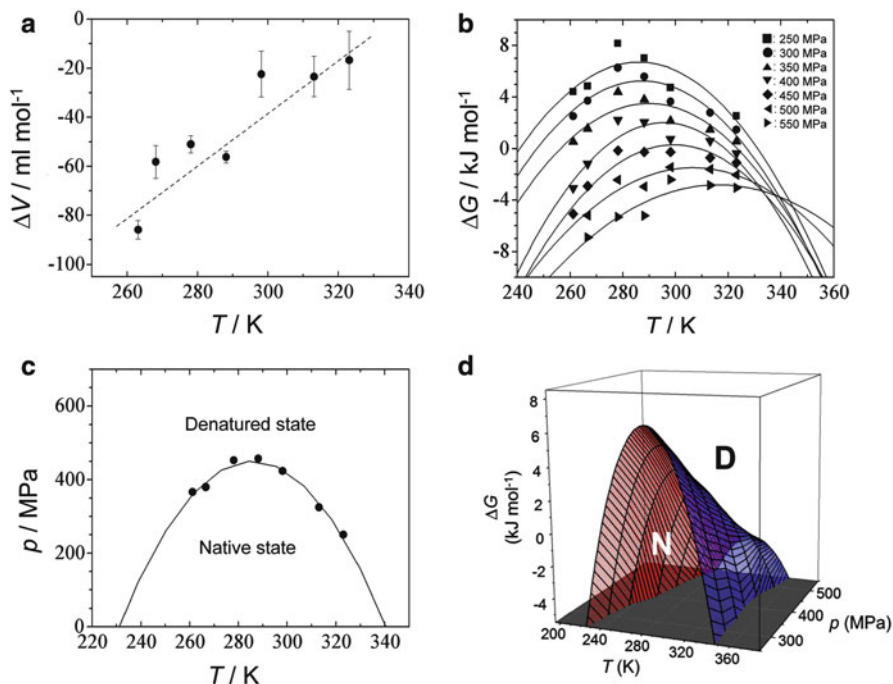 a
0
-20
-40
-60
-80
-100
ΔV / ml mol⁻¹
260 280 300 320 340
T / K
b
8
4
0
-4
-8
ΔG / kJ mol⁻¹
■ : 250 MPa
● : 300 MPa
▲ : 350 MPa
▼ : 400 MPa
◆ : 450 MPa
◀ : 500 MPa
▶ : 550 MPa
240 260 280 300 320 340 360
T / K
c
600
400
200
0
p / MPa
Denatured state
Native state
220 240 260 280 300 320 340
T / K
d
8
6
4
2
0
-2
-4
ΔG
(kJ mol⁻¹)
D
N
200 240 280 320 360
T (K)
300 400 500
p (MPa)